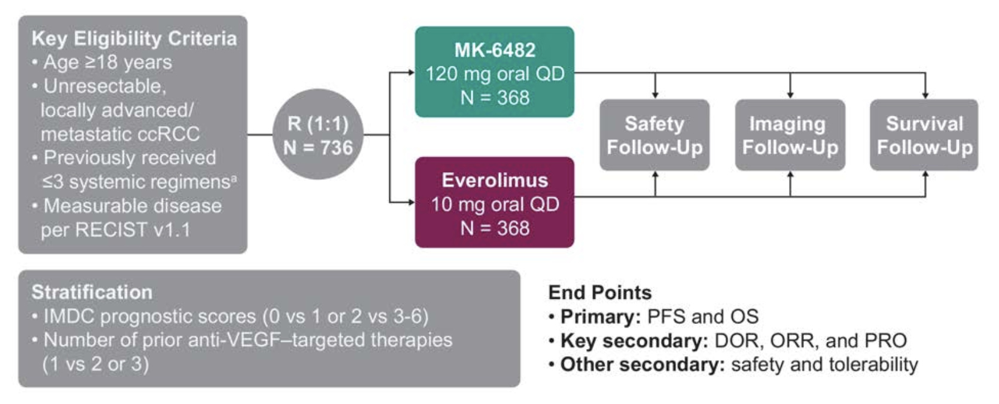 Key Eligibility Criteria
• Age ≥18 years
• Unresectable,
locally advanced/
metastatic ccRCC
• Previously received
≤3 systemic regimensᵃ
• Measurable disease
per RECIST v1.1
R (1:1)
N = 736
MK-6482
120 mg oral QD
N = 368
Everolimus
10 mg oral QD
N = 368
Safety
Follow-Up
Imaging
Follow-Up
Survival
Follow-Up
Stratification
• IMDC prognostic scores (0 vs 1 or 2 vs 3-6)
• Number of prior anti-VEGF–targeted therapies
(1 vs 2 or 3)
End Points
• Primary: PFS and OS
• Key secondary: DOR, ORR, and PRO
• Other secondary: safety and tolerability